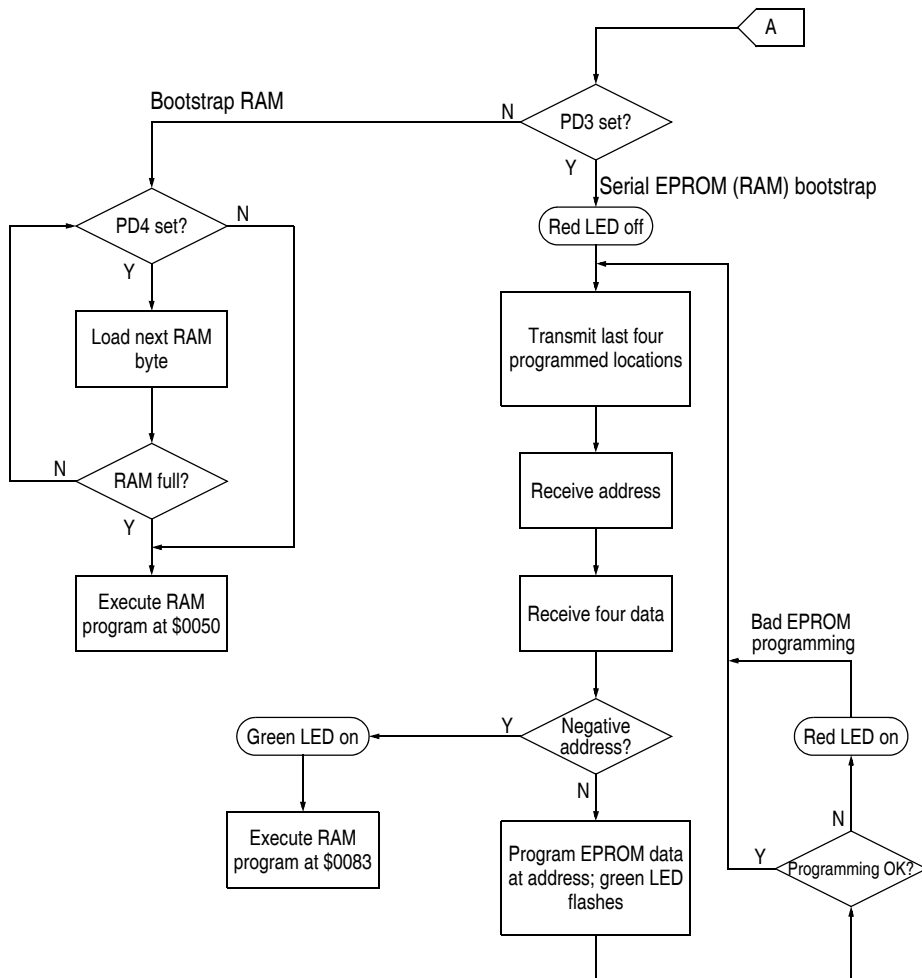 A
Bootstrap RAM
N
PD3 set?
Y
Serial EPROM (RAM) bootstrap
Red LED off
PD4 set?
N
Y
Load next RAM
byte
N
RAM full?
Y
Execute RAM
program at $0050
Transmit last four
programmed locations
Receive address
Receive four data
Negative
address?
Y
N
Green LED on
Execute RAM
program at $0083
Program EPROM data
at address; green LED
flashes
Bad EPROM
programming
Red LED on
N
Y
Programming OK?